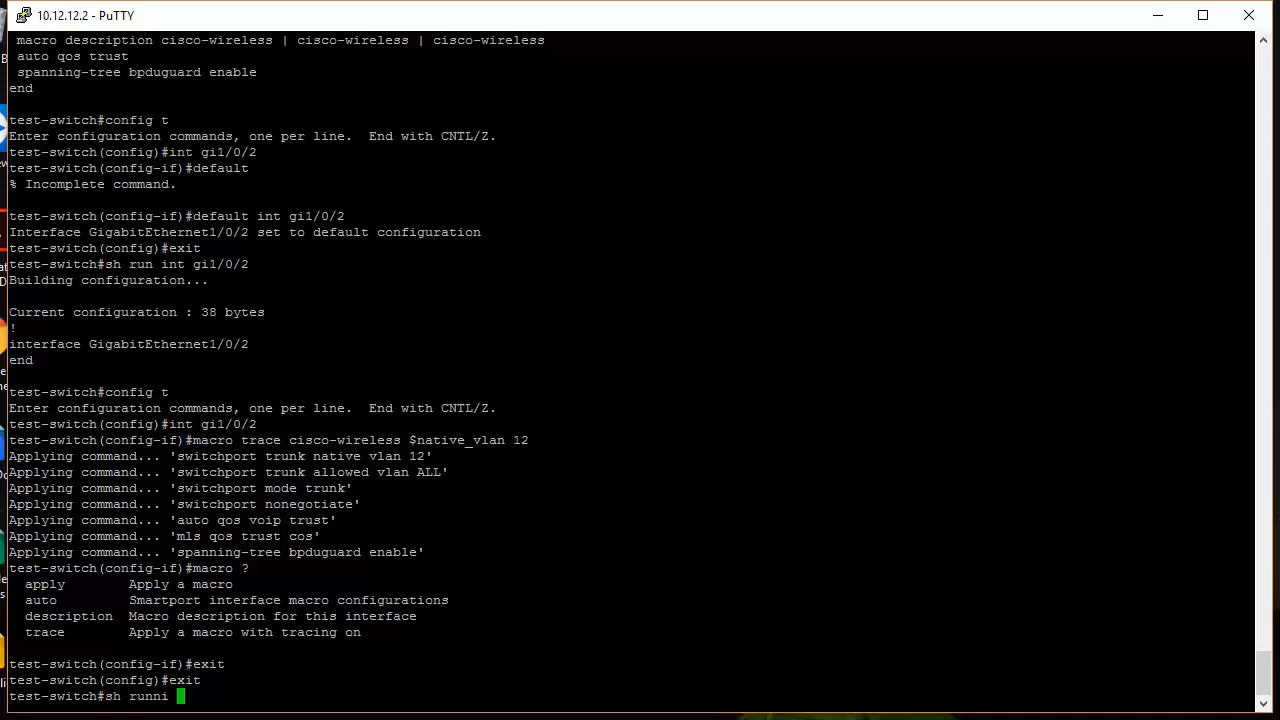 10.12.12.2 - PuTTY
macro description cisco-wireless | cisco-wireless | cisco-wireless
auto qos trust
spanning-tree bpduguard enable
end
test-switch#config t
Enter configuration commands, one per line.  End with CNTL/Z.
test-switch(config)#int gi1/0/2
test-switch(config-if)#default
% Incomplete command.
test-switch(config-if)#default int gi1/0/2
Interface GigabitEthernet1/0/2 set to default configuration
test-switch(config)#exit
test-switch#sh run int gi1/0/2
Building configuration...
Current configuration : 38 bytes
!
interface GigabitEthernet1/0/2
end
test-switch#config t
Enter configuration commands, one per line.  End with CNTL/Z.
test-switch(config)#int gi1/0/2
test-switch(config-if)#macro trace cisco-wireless $native_vlan 12
Applying command... 'switchport trunk native vlan 12'
Applying command... 'switchport trunk allowed vlan ALL'
Applying command... 'switchport mode trunk'
Applying command... 'switchport nonegotiate'
Applying command... 'auto qos voip trust'
Applying command... 'mls qos trust cos'
Applying command... 'spanning-tree bpduguard enable'
test-switch(config-if)#macro ?
apply        Apply a macro
auto         Smartport interface macro configurations
description  Macro description for this interface
trace        Apply a macro with tracing on
test-switch(config-if)#exit
test-switch(config)#exit
test-switch#sh runni